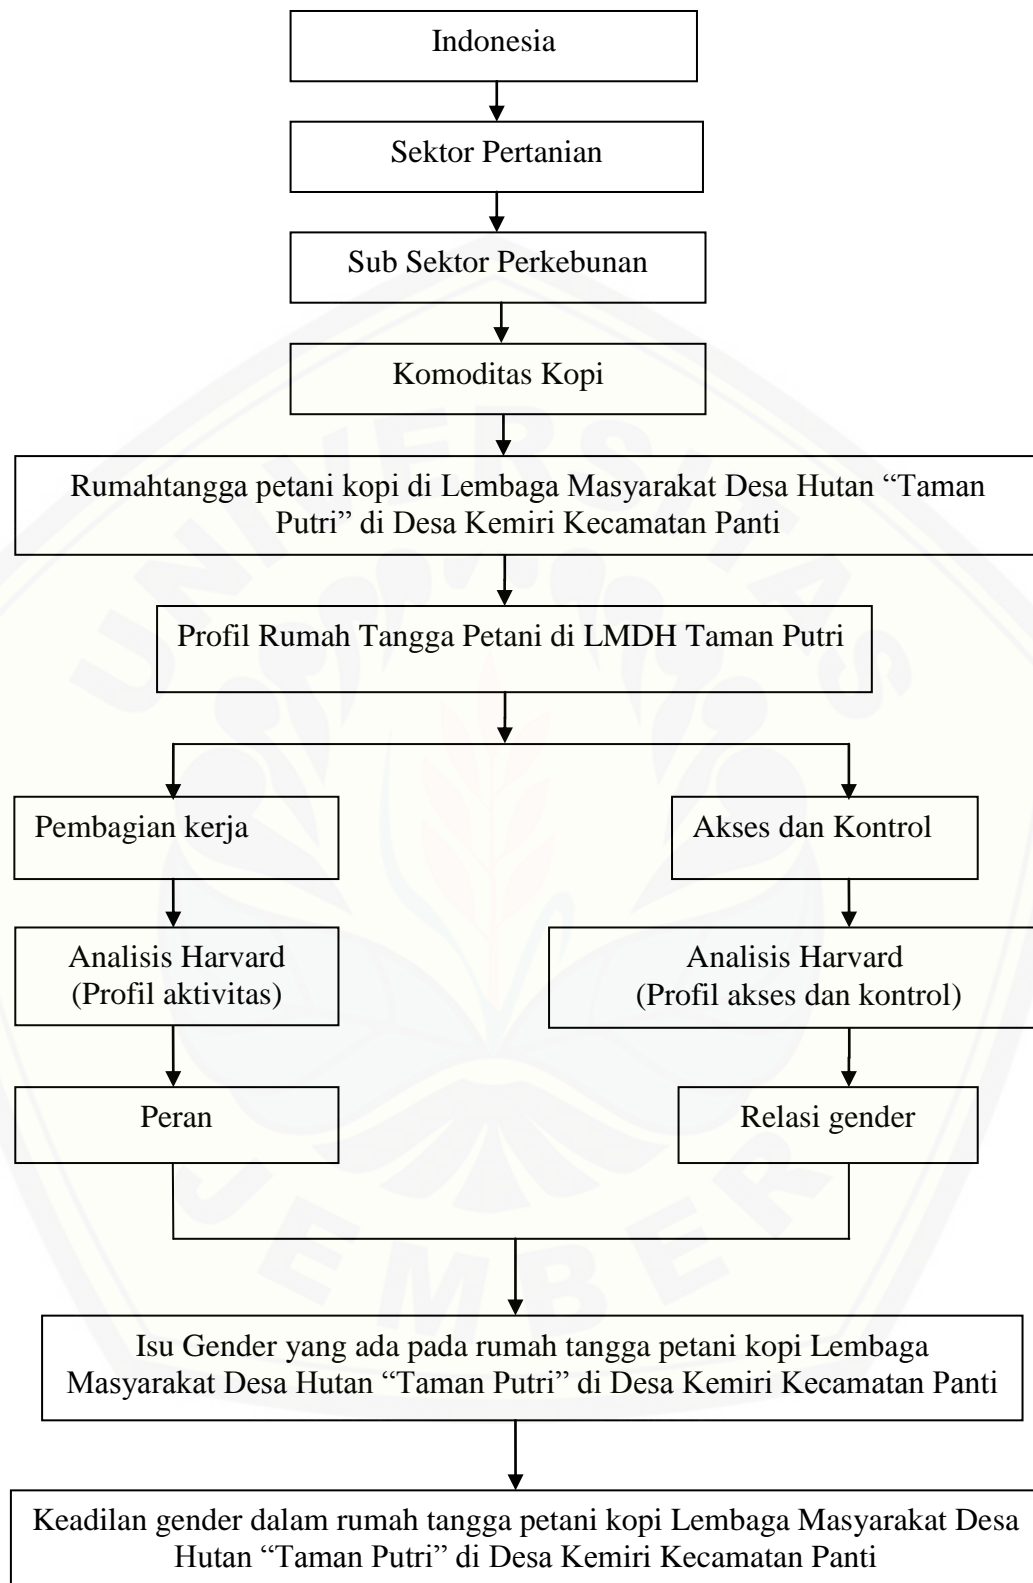 Indonesia
Sektor Pertanian
Sub Sektor Perkebunan
Komoditas Kopi
Rumahtangga petani kopi di Lembaga Masyarakat Desa Hutan “Taman
Putri” di Desa Kemiri Kecamatan Panti
Profil Rumah Tangga Petani di LMDH Taman Putri
Pembagian kerja
Akses dan Kontrol
Analisis Harvard
(Profil aktivitas)
Analisis Harvard
(Profil akses dan kontrol)
Peran
Relasi gender
Isu Gender yang ada pada rumah tangga petani kopi Lembaga
Masyarakat Desa Hutan “Taman Putri” di Desa Kemiri Kecamatan Panti
Keadilan gender dalam rumah tangga petani kopi Lembaga Masyarakat Desa
Hutan “Taman Putri” di Desa Kemiri Kecamatan Panti
UNIVERSITAS
JEMBER